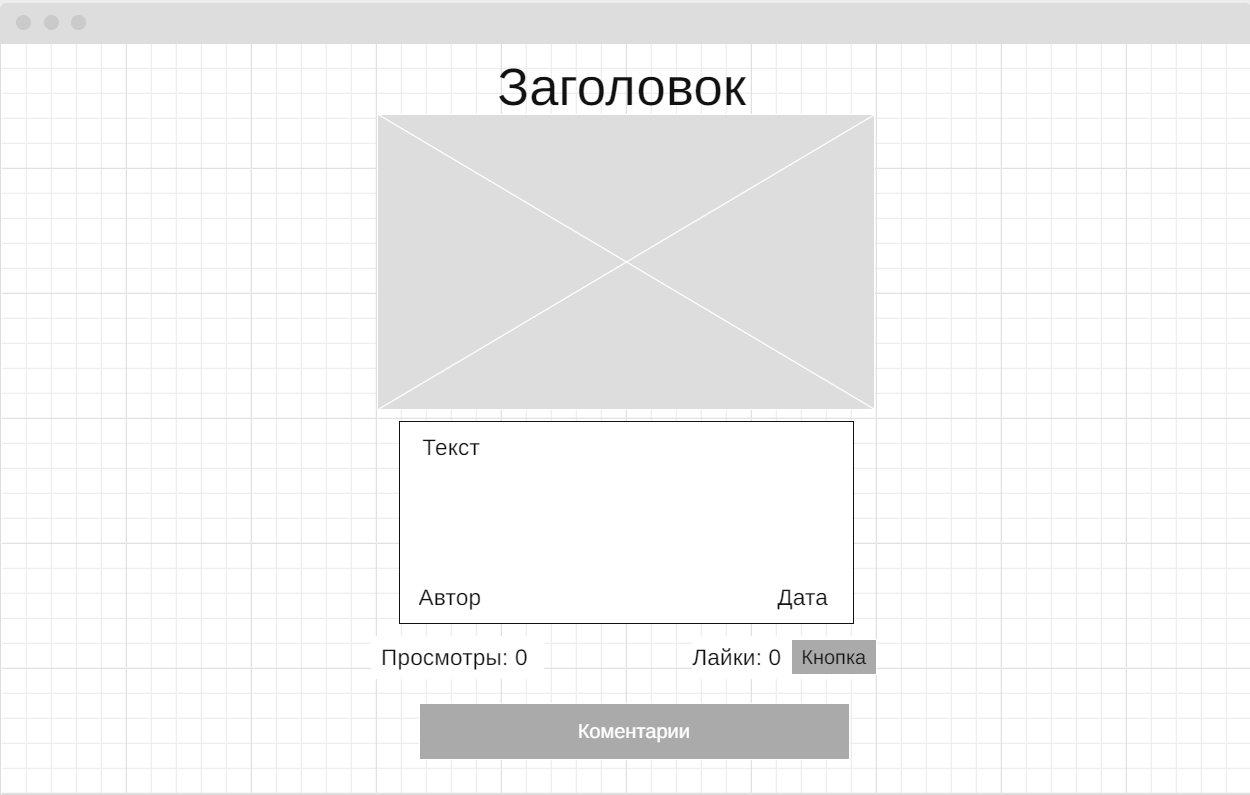 Заголовок
Текст
Автор Дата
Просмотры: 0 Лайки: 0 Кнопка
Коментарии